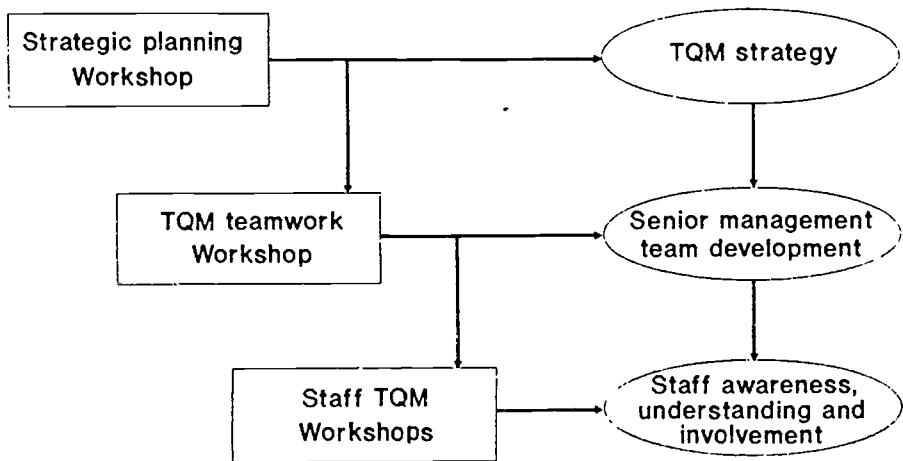 Strategic planning
Workshop
TQM strategy
TQM teamwork
Workshop
Senior management
team development
Staff TQM
Workshops
Staff awareness,
understanding and
involvement